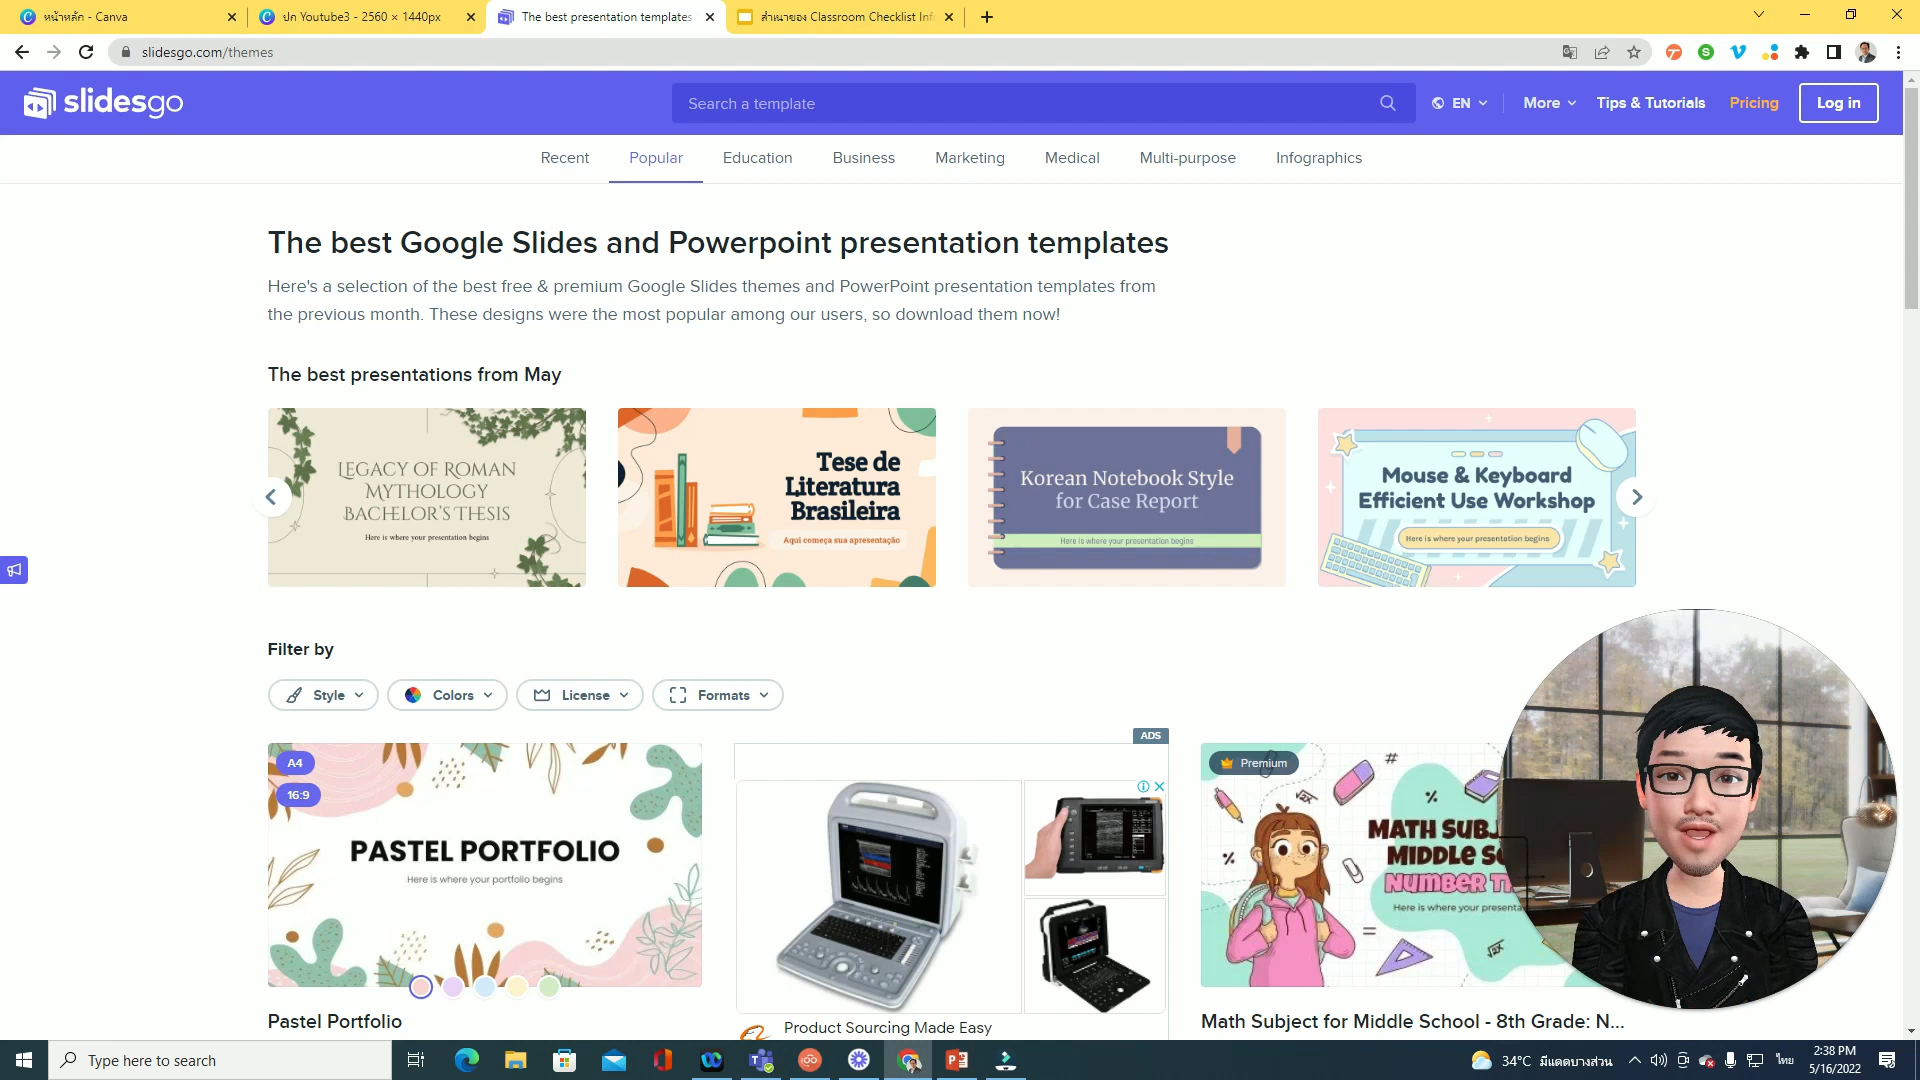 หน้าหลัก - Canva
ปก Youtube3 - 2560 × 1440px
The best presentation templates
สำเนาของ Classroom Checklist Inf
slidesgo.com/themes
slidesgo
Search a template
EN
More
Tips & Tutorials
Pricing
Log in
Recent
Popular
Education
Business
Marketing
Medical
Multi-purpose
Infographics
The best Google Slides and Powerpoint presentation templates
Here's a selection of the best free & premium Google Slides themes and PowerPoint presentation templates from
the previous month. These designs were the most popular among our users, so download them now!
The best presentations from May
LEGACY OF ROMAN
MYTHOLOGY
BACHELOR'S THESIS
Here is where your presentation begins
Tese de
Literatura
Brasileira
Aqui começa sua apresentação
Korean Notebook Style
for Case Report
Here is where your presentation begins
Mouse & Keyboard
Efficient Use Workshop
Here is where your presentation begins
Filter by
Style
Colors
License
Formats
A4
16:9
PASTEL PORTFOLIO
Here is where your portfolio begins
Pastel Portfolio
ADS
Product Sourcing Made Easy
Premium
MATH SUBJ
MIDDLE SC
NUMBER T
Here is where your presenta
Math Subject for Middle School - 8th Grade: N...
Type here to search
34°C มีแดดบางส่วน
ไทย
2:38 PM
5/16/2022